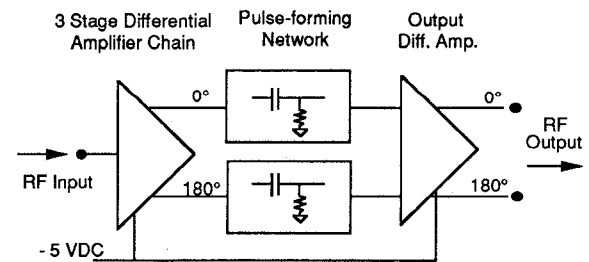 3 Stage Differential
Amplifier Chain
Pulse-forming
Network
Output
Diff. Amp.
0°
0°
RF
Output
RF Input
180°
180°
- 5 VDC